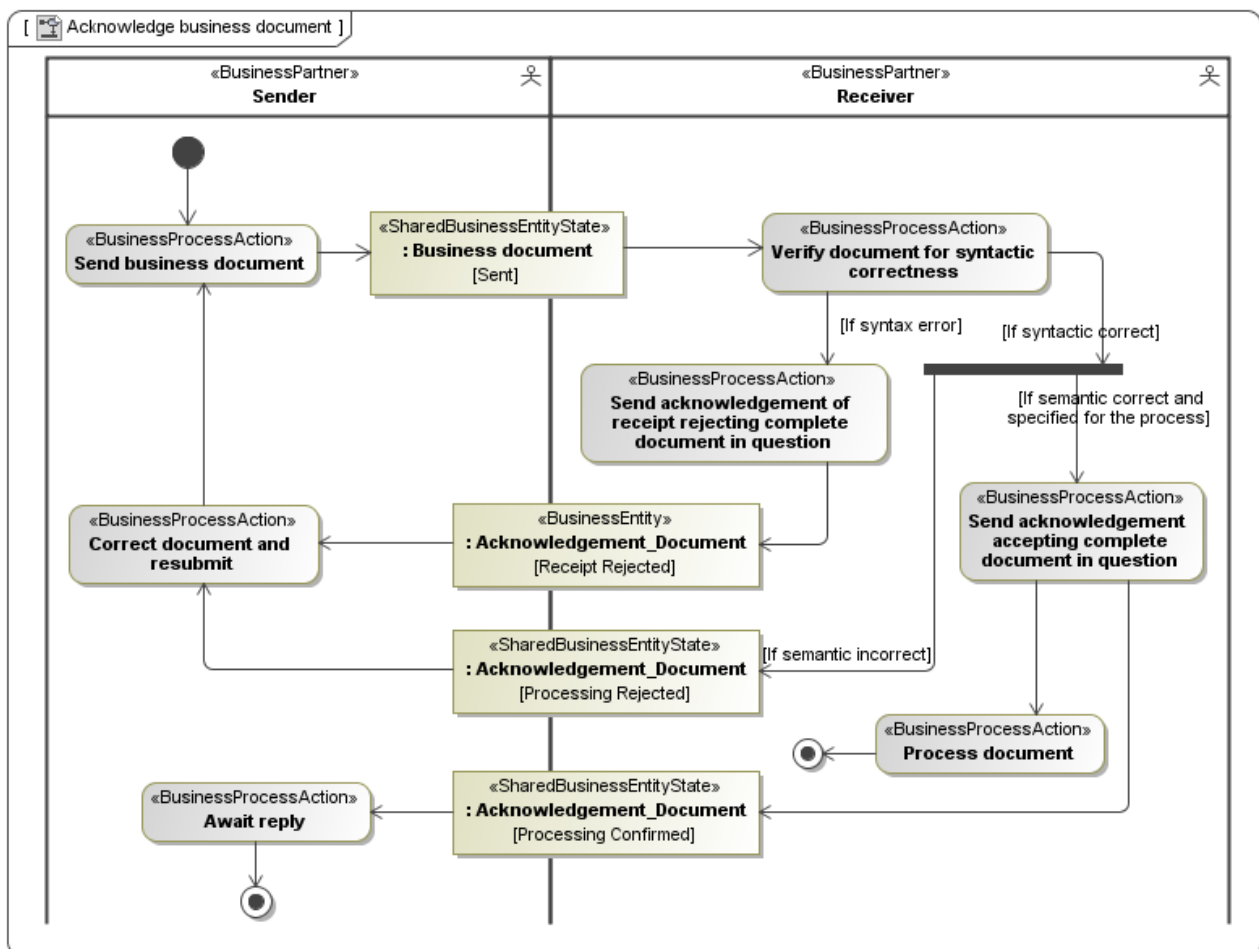 [ Acknowledge business document ]
«BusinessPartner»
Sender
«BusinessPartner»
Receiver
«BusinessProcessAction»
Send business document
«SharedBusinessEntityState»
: Business document
[Sent]
«BusinessProcessAction»
Verify document for syntactic
correctness
[If syntax error]
[If syntactic correct]
«BusinessProcessAction»
Send acknowledgement of
receipt rejecting complete
document in question
[If semantic correct and
specified for the process]
«BusinessProcessAction»
Correct document and
resubmit
«BusinessEntity»
: Acknowledgement_Document
[Receipt Rejected]
«BusinessProcessAction»
Send acknowledgement
accepting complete
document in question
«SharedBusinessEntityState»
: Acknowledgement_Document
[Processing Rejected]
[If semantic incorrect]
«BusinessProcessAction»
Process document
«BusinessProcessAction»
Await reply
«SharedBusinessEntityState»
: Acknowledgement_Document
[Processing Confirmed]